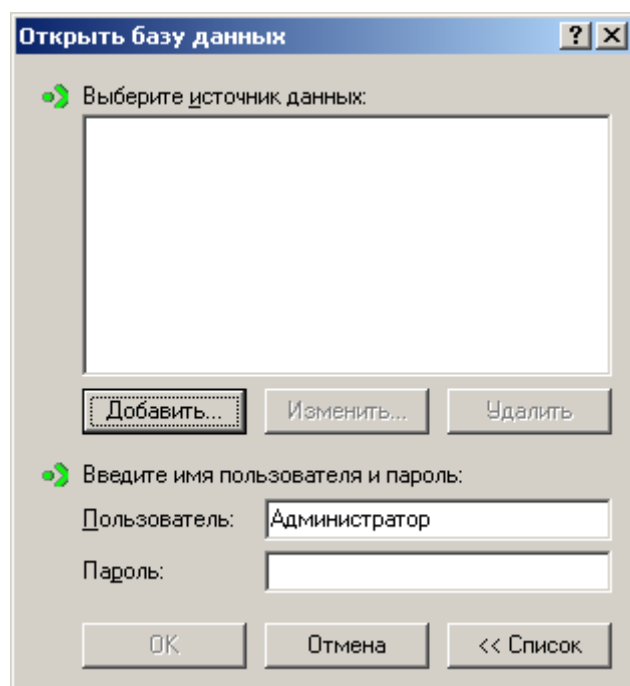 Открыть базу данных
Выберите источник данных:
Добавить... Изменить... Удалить
Введите имя пользователя и пароль:
Пользователь: Администратор
Пароль:
OK Отмена << Список